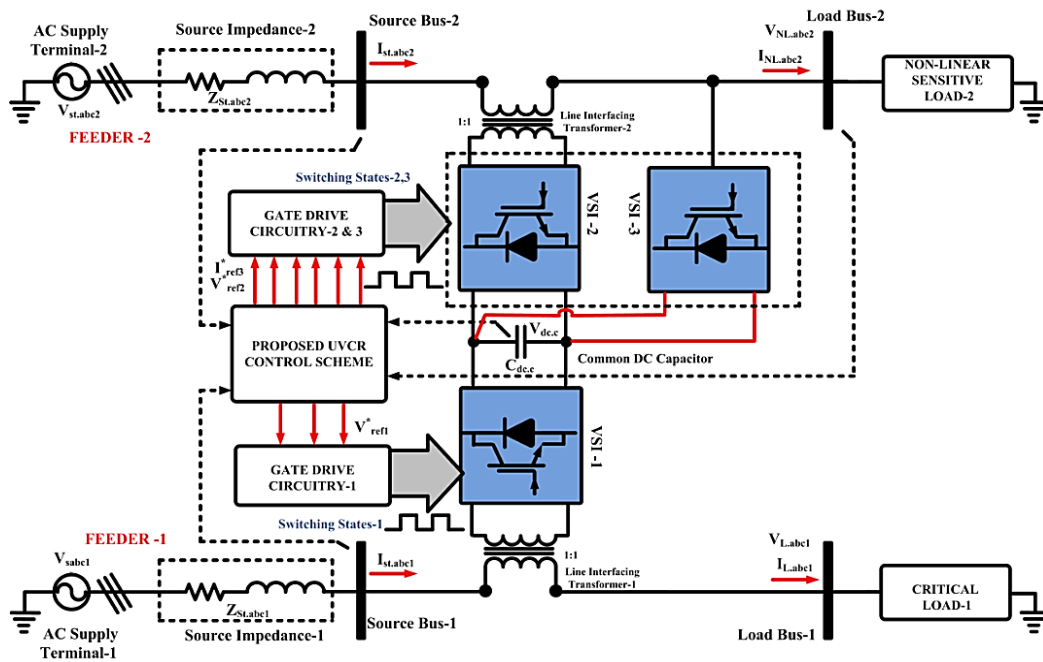 AC Supply
Terminal-2
Source Impedance-2
Source Bus-2
Load Bus-2
V_NL.abc2
I_st.abc2
I_NL.abc2
NON-LINEAR
SENSITIVE
LOAD-2
V_st.abc2
Z_St.abc2
FEEDER -2
1:1
Line Interfacing
Transformer-2
Switching States-2,3
GATE DRIVE
CIRCUITRY-2 & 3
VSI -2
VSI -3
I*_ref3
V*_ref2
PROPOSED UVCR
CONTROL SCHEME
V_dc.c
C_dc.c
Common DC Capacitor
V*_ref1
GATE DRIVE
CIRCUITRY-1
VSI -1
Switching States-1
FEEDER -1
V_sabc1
I_st.abc1
1:1
Line Interfacing
Transformer-1
V_L.abc1
I_L.abc1
CRITICAL
LOAD-1
Z_St.abc1
AC Supply
Terminal-1
Source Impedance-1
Source Bus-1
Load Bus-1